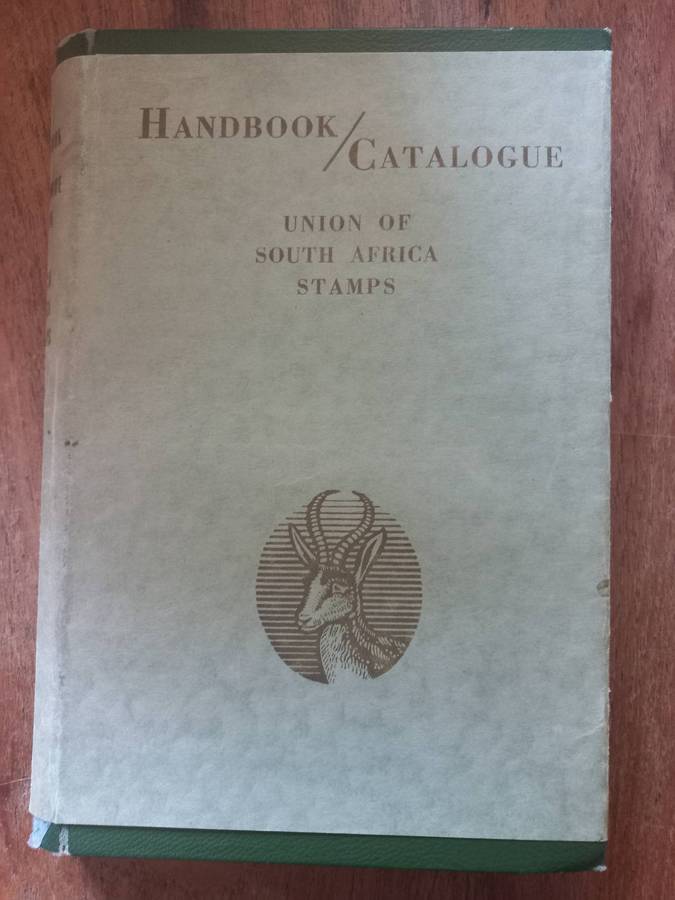 HANDBOOK/
CATALOGUE
UNION OF
SOUTH AFRICA
STAMPS